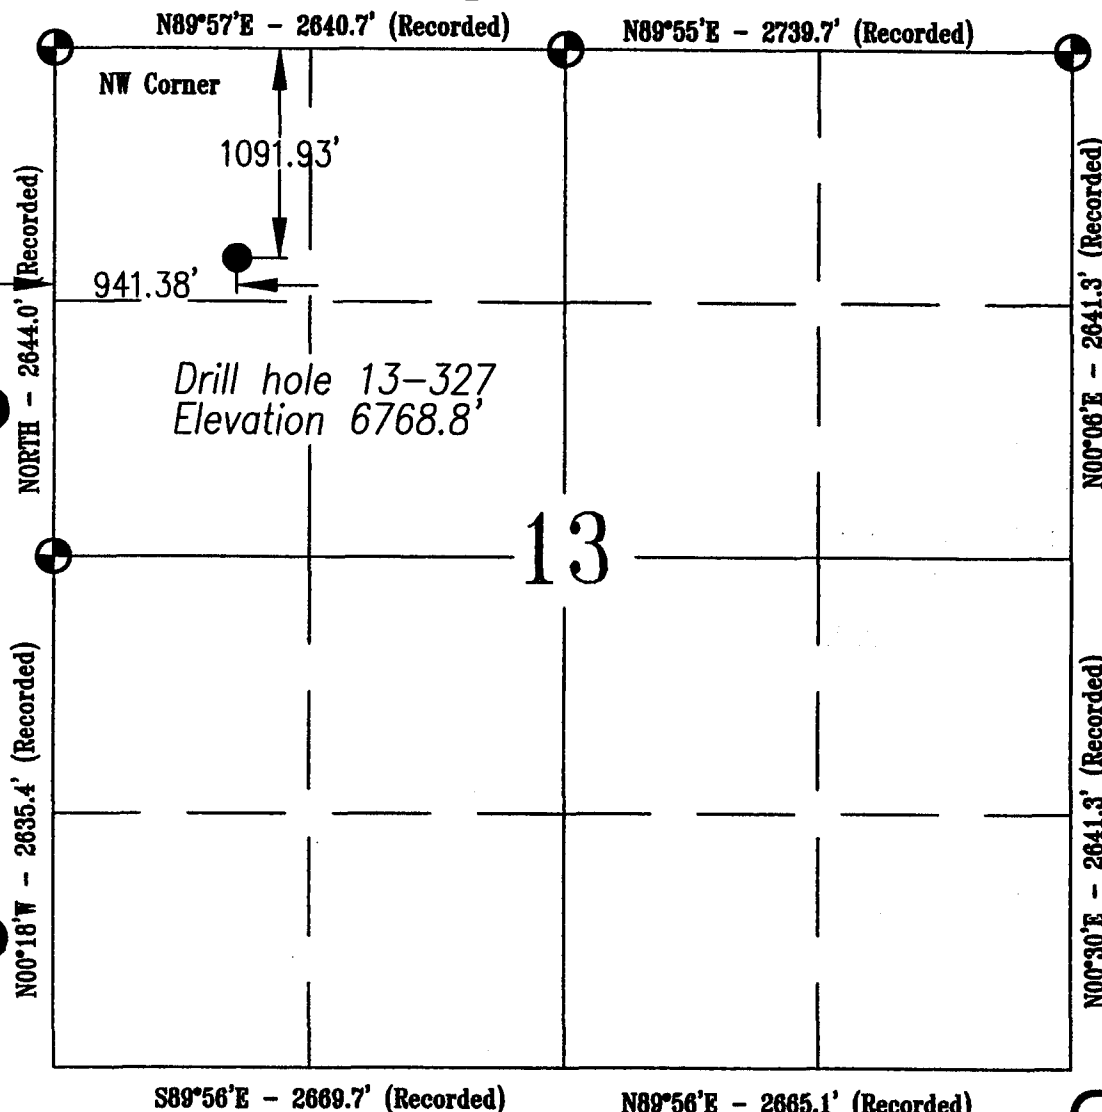 N89°57'E - 2640.7' (Recorded)
N89°55'E - 2739.7' (Recorded)
NW Corner
1091.93'
941.38'
NORTH - 2644.0' (Recorded)
N00°06'E - 2641.3' (Recorded)
Drill hole 13-327
Elevation 6768.8'
13
N00°18'W - 2635.4' (Recorded)
N00°30'E - 2641.3' (Recorded)
S89°56'E - 2669.7' (Recorded)
N89°56'E - 2665.1' (Recorded)